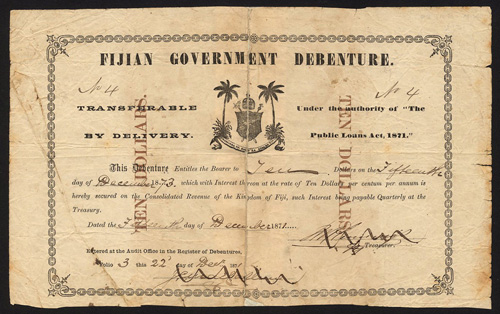 FIJIAN GOVERNMENT DEBENTURE.
No 4
No 4
TRANSFERABLE
BY DELIVERY.
Under the authority of "The
Public Loans Act, 1871."
TEN DOLLARS.
TEN DOLLARS.
This Debenture Entitles the Bearer to Ten Dollars on the Fifteenth
day of December 1873, which with Interest thereon at the rate of Ten Dollars per centum per annum is
hereby secured on the Consolidated Revenue of the Kingdom of Fiji, such Interest being payable Quarterly at the
Treasury.
Dated the day of December 1871.
Treasurer.
Entered at the Audit Office in the Register of Debentures.
Folio 3 this 22d day of Dec 187